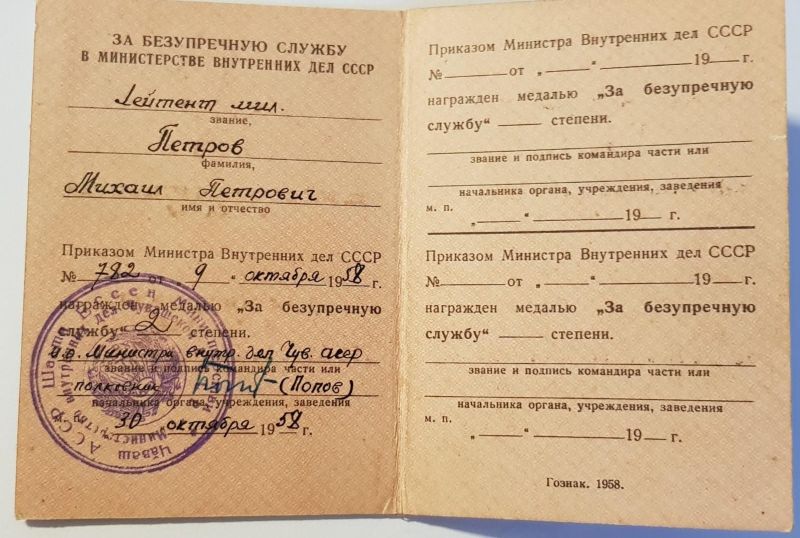 ЗА БЕЗУПРЕЧНУЮ СЛУЖБУ
В МИНИСТЕРСТВЕ ВНУТРЕННИХ ДЕЛ СССР
Лейтент мил.
звание,
Петров
фамилия,
Михаил Петрович
имя и отчество
Приказом Министра Внутренних дел СССР
№ 782 от 9 " октября 1958 г.
награжден медалью „За безупречную
службу" 2 степени.
и.о. Министра внутр. дел Чув. асср
звание и подпись командира части или
полковник (Попов)
начальника органа, учреждения, заведения
30 октября 1958 г.
Приказом Министра Внутренних дел СССР
№ от „ " 19 г.
награжден медалью „За безупречную
службу" степени.
звание и подпись командира части или
начальника органа, учреждения, заведения
м. п. „ " 19 г.
Приказом Министра Внутренних дел СССР
№ от „ " 19 г.
награжден медалью „За безупречную
службу" степени.
звание и подпись командира части или
начальника органа, учреждения, заведения
м. п. „ " 19 г.
Гознак. 1958.